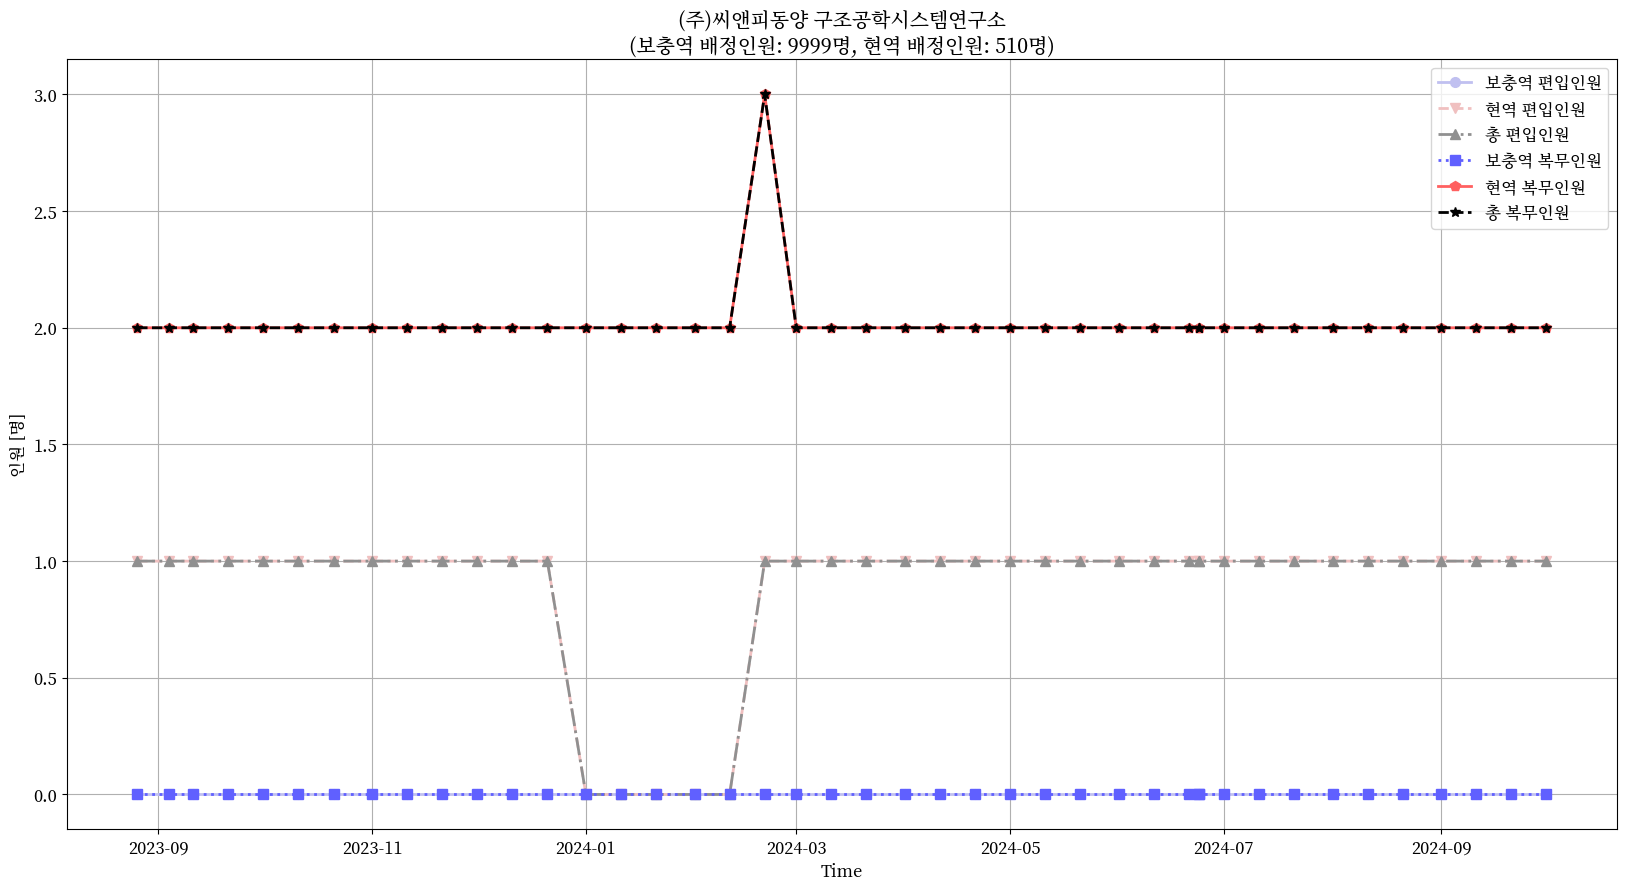 (주)씨앤피동양 구조공학시스템연구소
(보충역 배정인원: 9999명, 현역 배정인원: 510명)
보충역 편입인원
현역 편입인원
총 편입인원
보충역 복무인원
현역 복무인원
총 복무인원
인원 [명]
3.0
2.5
2.0
1.5
1.0
0.5
0.0
2023-09
2023-11
2024-01
2024-03
2024-05
2024-07
2024-09
Time